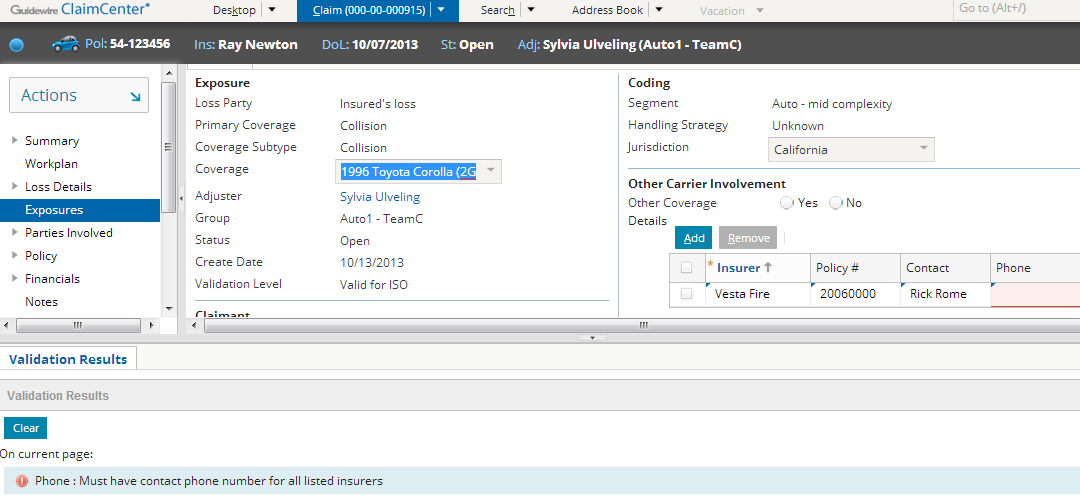 Guidewire ClaimCenter® Desktop Claim (000-00-000915) Search Address Book Vacation Go to (Alt+/)
Pol: 54-123456 Ins: Ray Newton DoL: 10/07/2013 St: Open Adj: Sylvia Ulveling (Auto1 - TeamC)
Actions
Summary
Workplan
Loss Details
Exposures
Parties Involved
Policy
Financials
Notes
Exposure
Loss Party Insured's loss
Primary Coverage Collision
Coverage Subtype Collision
Coverage 1996 Toyota Corolla (2G
Adjuster Sylvia Ulveling
Group Auto1 - TeamC
Status Open
Create Date 10/13/2013
Validation Level Valid for ISO
Claimant
Coding
Segment Auto - mid complexity
Handling Strategy Unknown
Jurisdiction California
Other Carrier Involvement
Other Coverage Yes No
Details
Add Remove
* Insurer Policy # Contact Phone
Vesta Fire 20060000 Rick Rome
Validation Results
Validation Results
Clear
On current page:
Phone : Must have contact phone number for all listed insurers